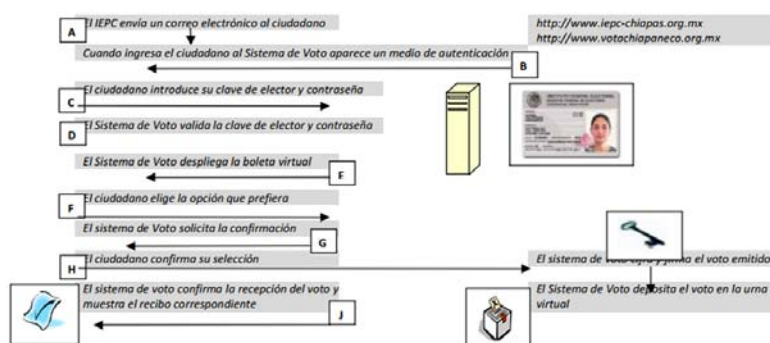 A
El IEPC envía un correo electrónico al ciudadano
http://www.iepc-chiapas.org.mx
http://www.votachiapaneco.org.mx
Cuando ingresa el ciudadano al Sistema de Voto aparece un medio de autenticación
B
C
El ciudadano introduce su clave de elector y contraseña
D
El Sistema de Voto valida la clave de elector y contraseña
INSTITUTO FEDERAL ELECTORAL
El Sistema de Voto despliega la boleta virtual
E
F
El ciudadano elige la opción que prefiera
El sistema de Voto solicita la confirmación
G
H
El ciudadano confirma su selección
El sistema de Voto cifra y firma el voto emitido
El sistema de voto confirma la recepción del voto y
muestra el recibo correspondiente
J
El Sistema de Voto deposita el voto en la urna
virtual